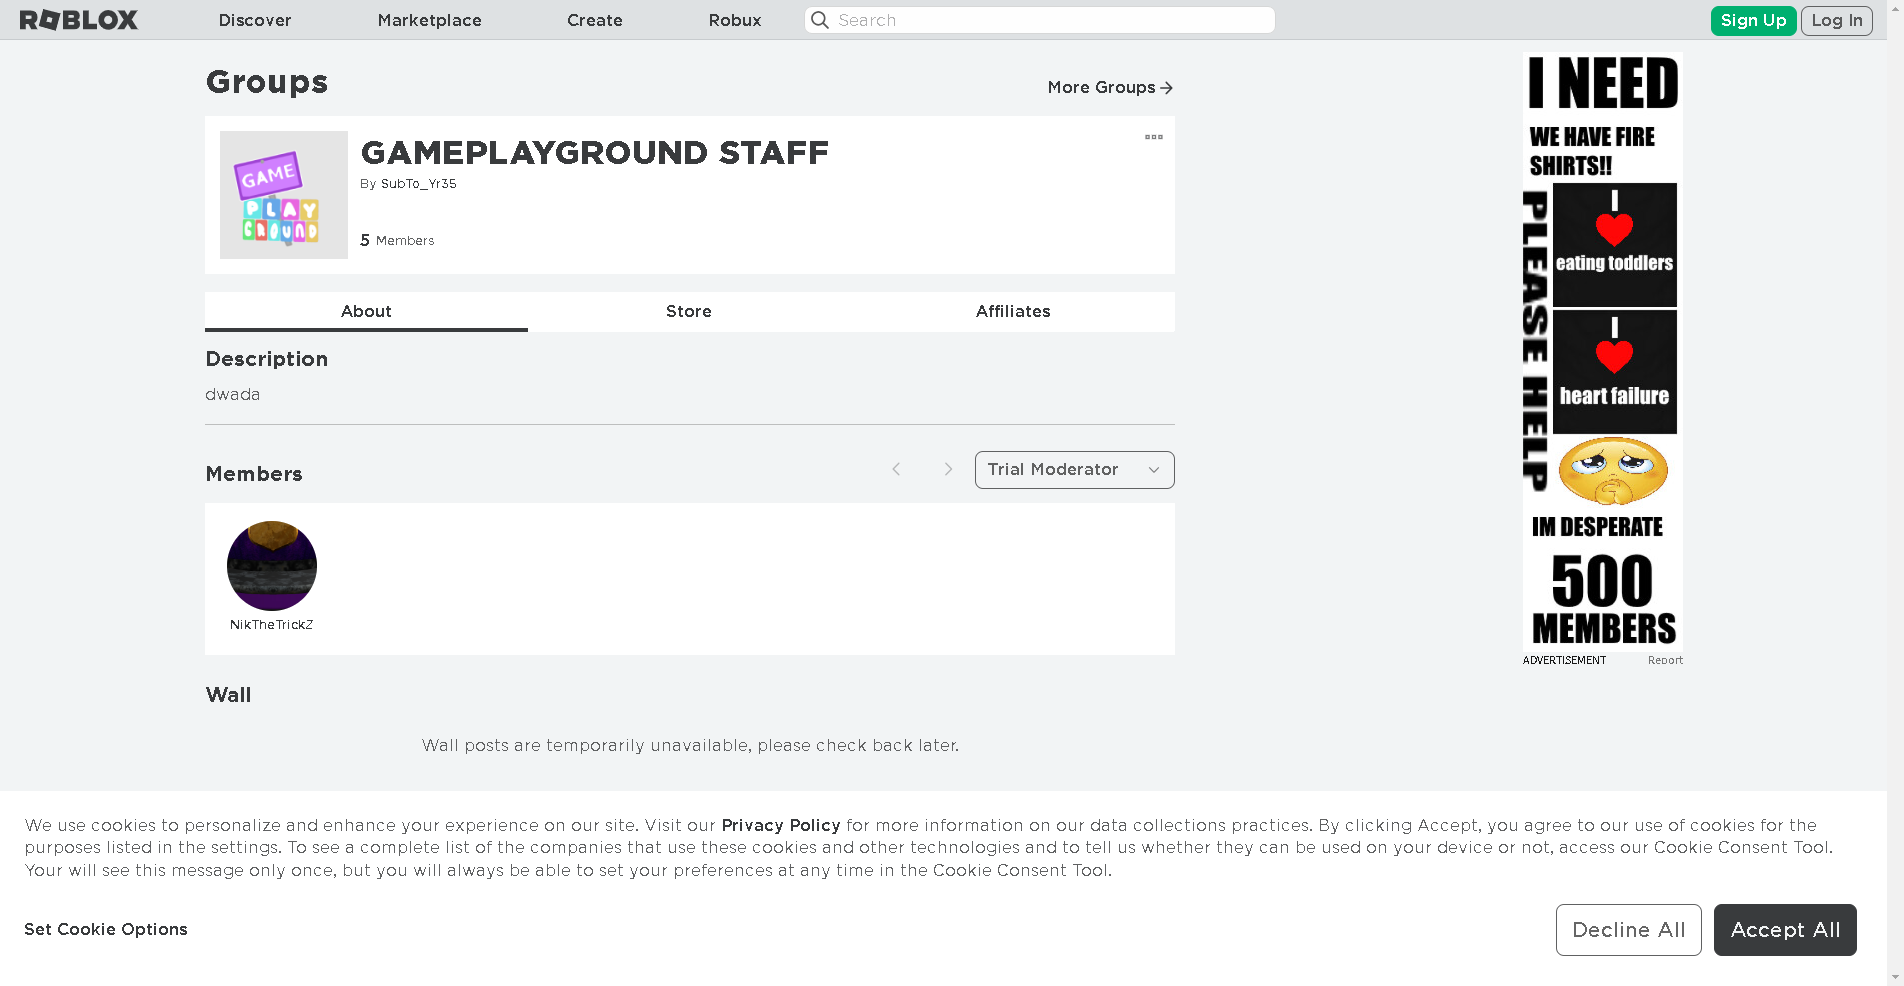 ROBLOX Discover Marketplace Create Robux Search Sign Up Log In
Groups
More Groups
GAME
PLAY
GROUND
GAMEPLAYGROUND STAFF
By SubTo_Yr35
5 Members
About Store Affiliates
Description
dwada
Members
Trial Moderator
NikTheTrickZ
Wall
Wall posts are temporarily unavailable, please check back later.
I NEED
WE HAVE FIRE
SHIRTS!!
PLEASE HELP
I
eating toddlers
I
heart failure
IM DESPERATE
500
MEMBERS
ADVERTISEMENT Report
We use cookies to personalize and enhance your experience on our site. Visit our Privacy Policy for more information on our data collections practices. By clicking Accept, you agree to our use of cookies for the
purposes listed in the settings. To see a complete list of the companies that use these cookies and other technologies and to tell us whether they can be used on your device or not, access our Cookie Consent Tool.
Your will see this message only once, but you will always be able to set your preferences at any time in the Cookie Consent Tool.
Set Cookie Options
Decline All
Accept All